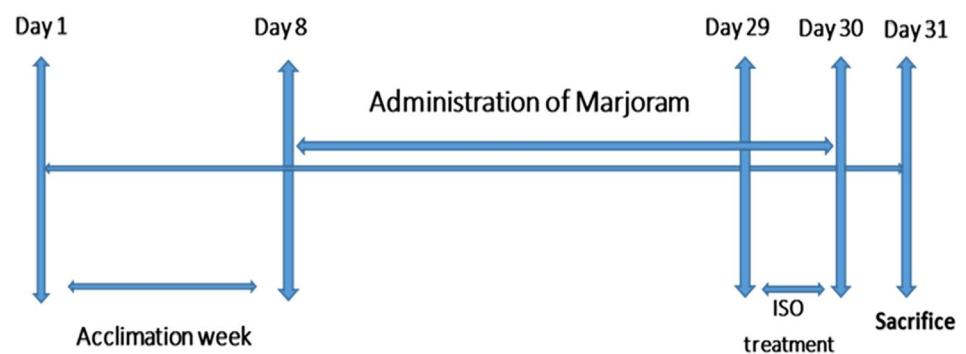 Day 1
Day 8
Day 29
Day 30
Day 31
Administration of Marjoram
Acclimation week
ISO
treatment
Sacrifice